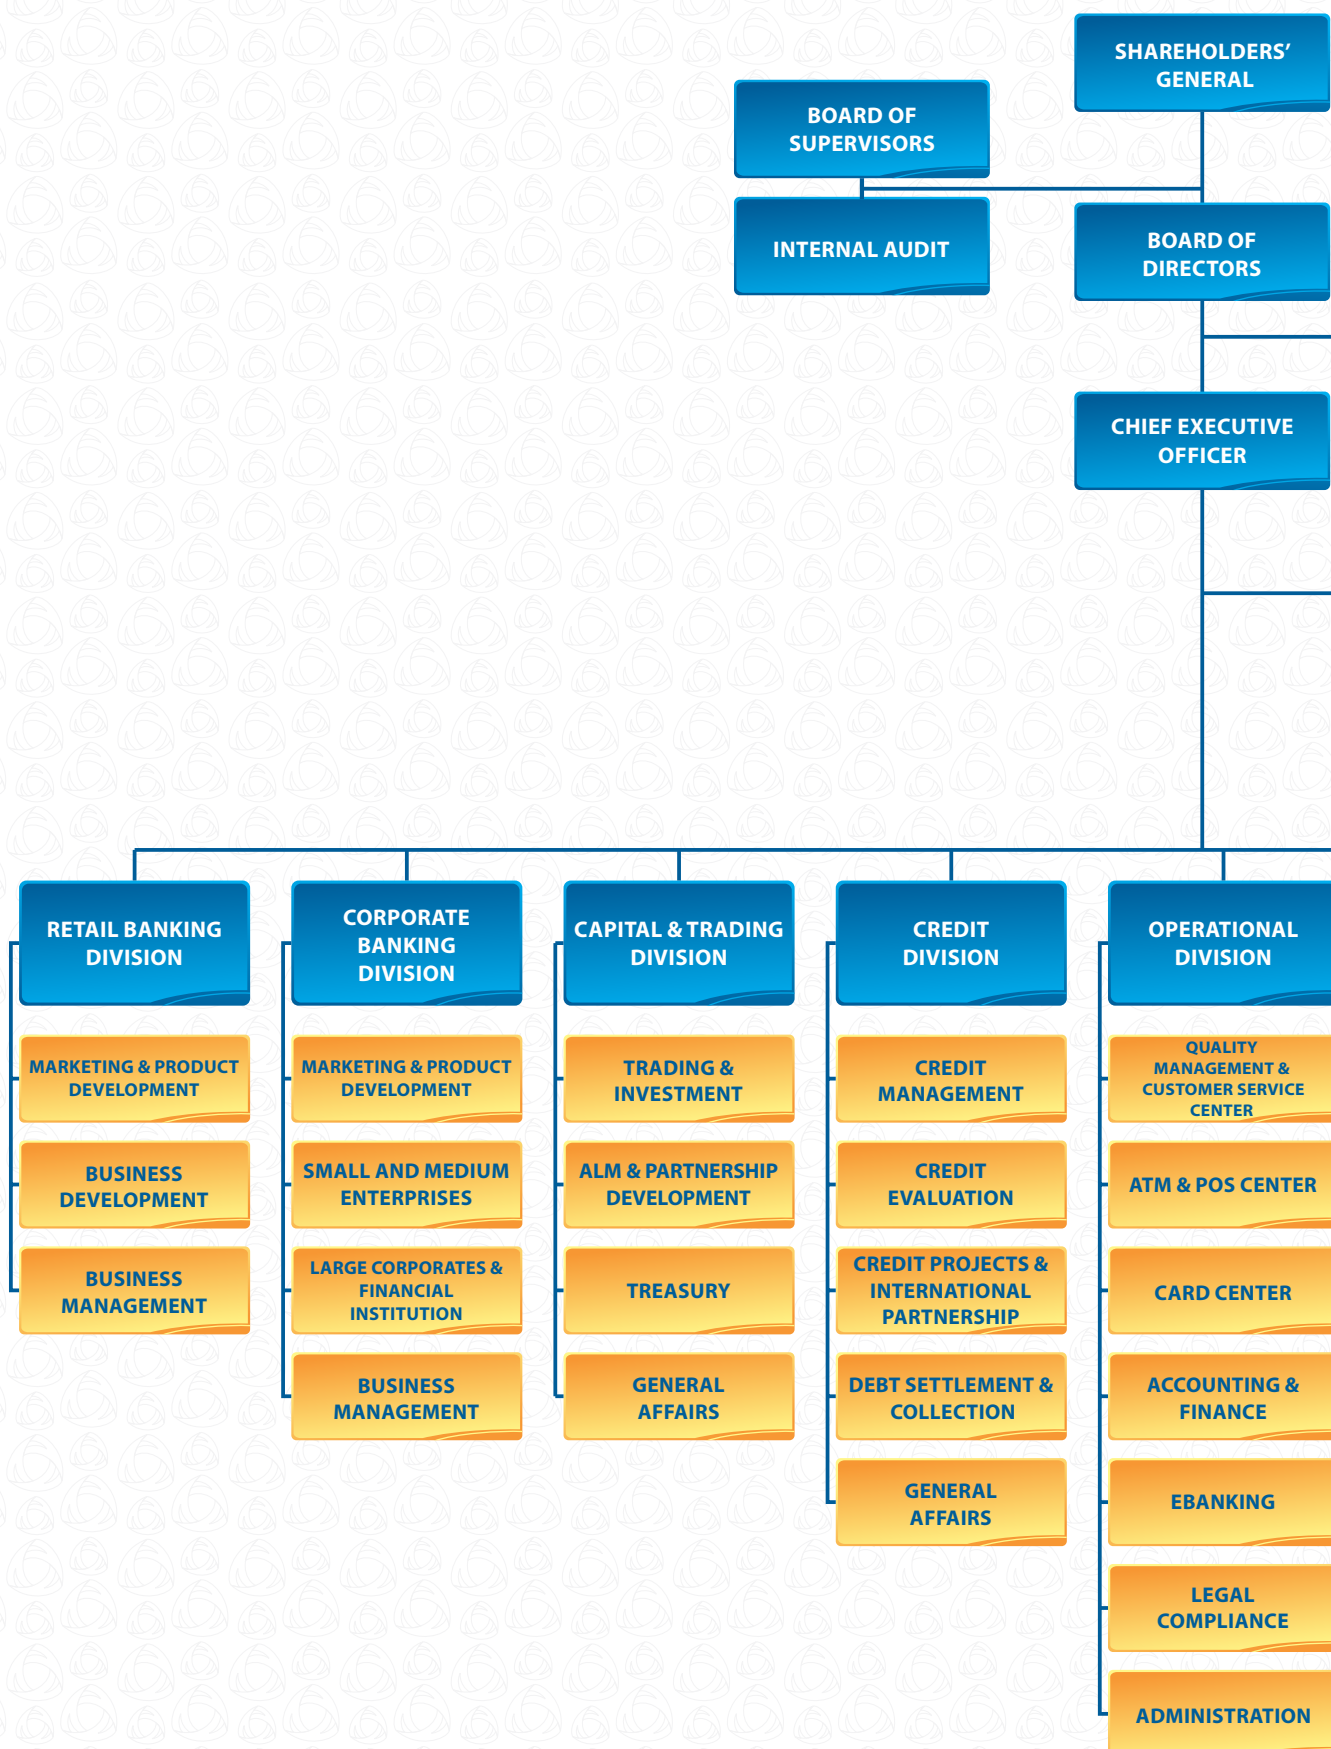 SHAREHOLDERS'
GENERAL
BOARD OF
SUPERVISORS
INTERNAL AUDIT
BOARD OF
DIRECTORS
CHIEF EXECUTIVE
OFFICER
RETAIL BANKING
DIVISION
MARKETING & PRODUCT
DEVELOPMENT
BUSINESS
DEVELOPMENT
BUSINESS
MANAGEMENT
CORPORATE
BANKING
DIVISION
MARKETING & PRODUCT
DEVELOPMENT
SMALL AND MEDIUM
ENTERPRISES
LARGE CORPORATES &
FINANCIAL
INSTITUTION
BUSINESS
MANAGEMENT
CAPITAL & TRADING
DIVISION
TRADING &
INVESTMENT
ALM & PARTNERSHIP
DEVELOPMENT
TREASURY
GENERAL
AFFAIRS
CREDIT
DIVISION
CREDIT
MANAGEMENT
CREDIT
EVALUATION
CREDIT PROJECTS &
INTERNATIONAL
PARTNERSHIP
DEBT SETTLEMENT &
COLLECTION
GENERAL
AFFAIRS
OPERATIONAL
DIVISION
QUALITY
MANAGEMENT &
CUSTOMER SERVICE
CENTER
ATM & POS CENTER
CARD CENTER
ACCOUNTING &
FINANCE
EBANKING
LEGAL
COMPLIANCE
ADMINISTRATION